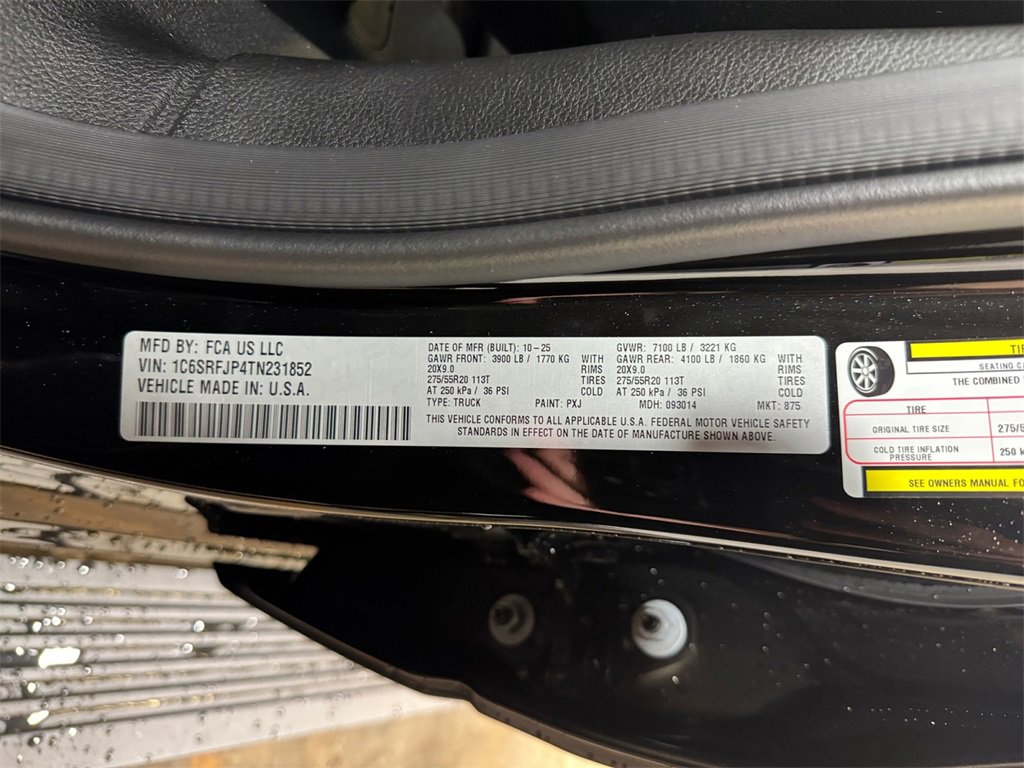 MFD BY: FCA US LLC
VIN: 1C6SRFJP4TN231852
VEHICLE MADE IN: U.S.A.
DATE OF MFR (BUILT): 10-25
GAWR FRONT: 3900 LB / 1770 KG WITH
20X9.0 RIMS
275/55R20 113T TIRES
AT 250 kPa / 36 PSI COLD
TYPE: TRUCK PAINT: PXJ
GVWR: 7100 LB / 3221 KG
GAWR REAR: 4100 LB / 1860 KG WITH
20X9.0 RIMS
275/55R20 113T TIRES
AT 250 kPa / 36 PSI COLD
MDH: 093014 MKT: 875
THIS VEHICLE CONFORMS TO ALL APPLICABLE U.S.A. FEDERAL MOTOR VEHICLE SAFETY
STANDARDS IN EFFECT ON THE DATE OF MANUFACTURE SHOWN ABOVE.
SEATING
THE COMBINED
TIRE
ORIGINAL TIRE SIZE
COLD TIRE INFLATION
PRESSURE
250
SEE OWNERS MANUAL